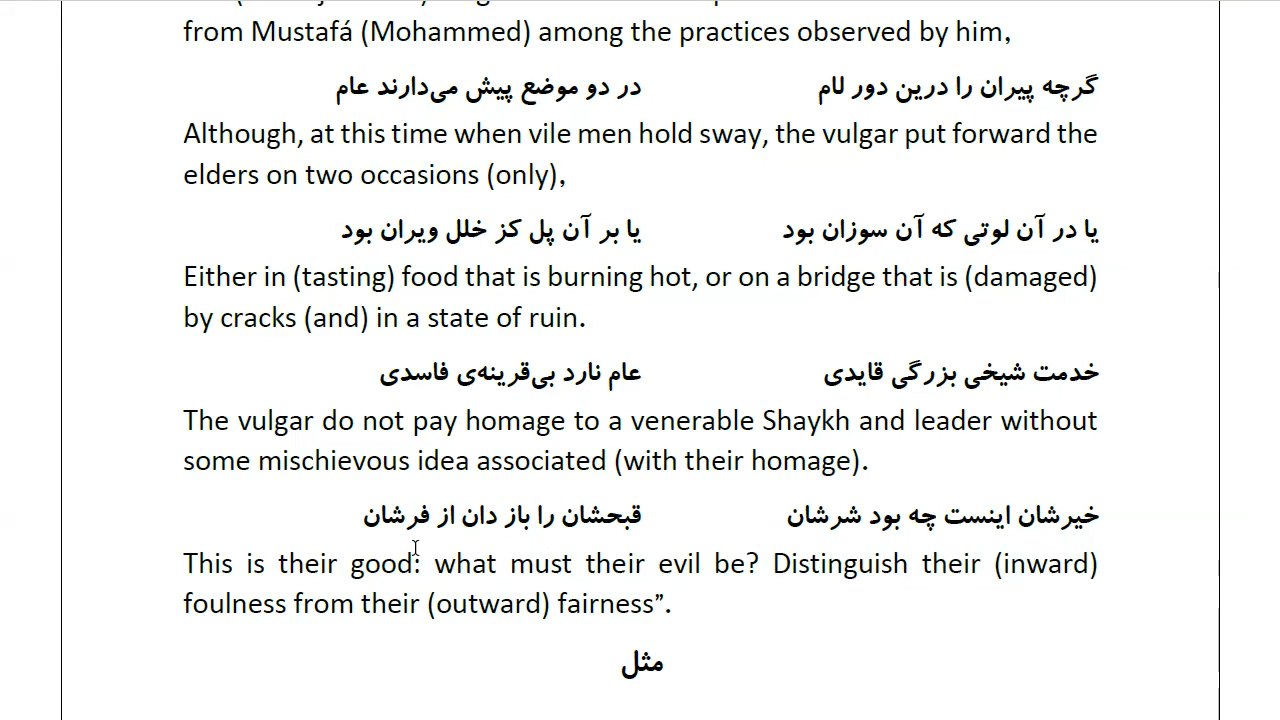 from Mustafá (Mohammed) among the practices observed by him,
گرچه پیران را درین دور لام در دو موضع پیش می‌دارند عام
Although, at this time when vile men hold sway, the vulgar put forward the
elders on two occasions (only),
یا در آن لوتی که آن سوزان بود یا بر آن پل کز خلل ویران بود
Either in (tasting) food that is burning hot, or on a bridge that is (damaged)
by cracks (and) in a state of ruin.
خدمت شیخی بزرگی قایدی عام نارد بی‌قرینه‌ی فاسدی
The vulgar do not pay homage to a venerable Shaykh and leader without
some mischievous idea associated (with their homage).
خیرشان اینست چه بود شرشان قبحشان را باز دان از فرشان
This is their good: what must their evil be? Distinguish their (inward)
foulness from their (outward) fairness”.
مثل